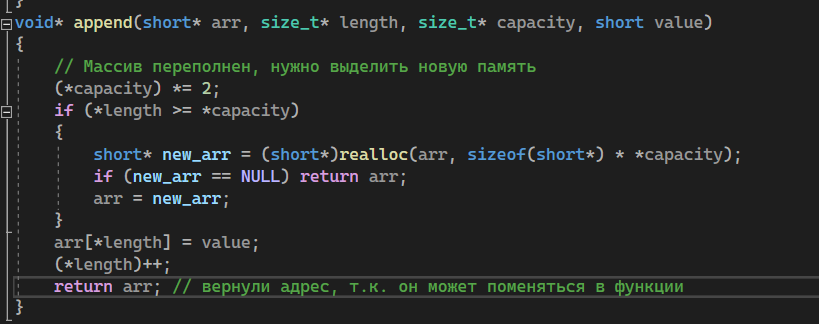 }
void* append(short* arr, size_t* length, size_t* capacity, short value)
{
    // Массив переполнен, нужно выделить новую память
    (*capacity) *= 2;
    if (*length >= *capacity)
    {
        short* new_arr = (short*)realloc(arr, sizeof(short*) * *capacity);
        if (new_arr == NULL) return arr;
        arr = new_arr;
    }
    arr[*length] = value;
    (*length)++;
    return arr; // вернули адрес, т.к. он может поменяться в функции
}